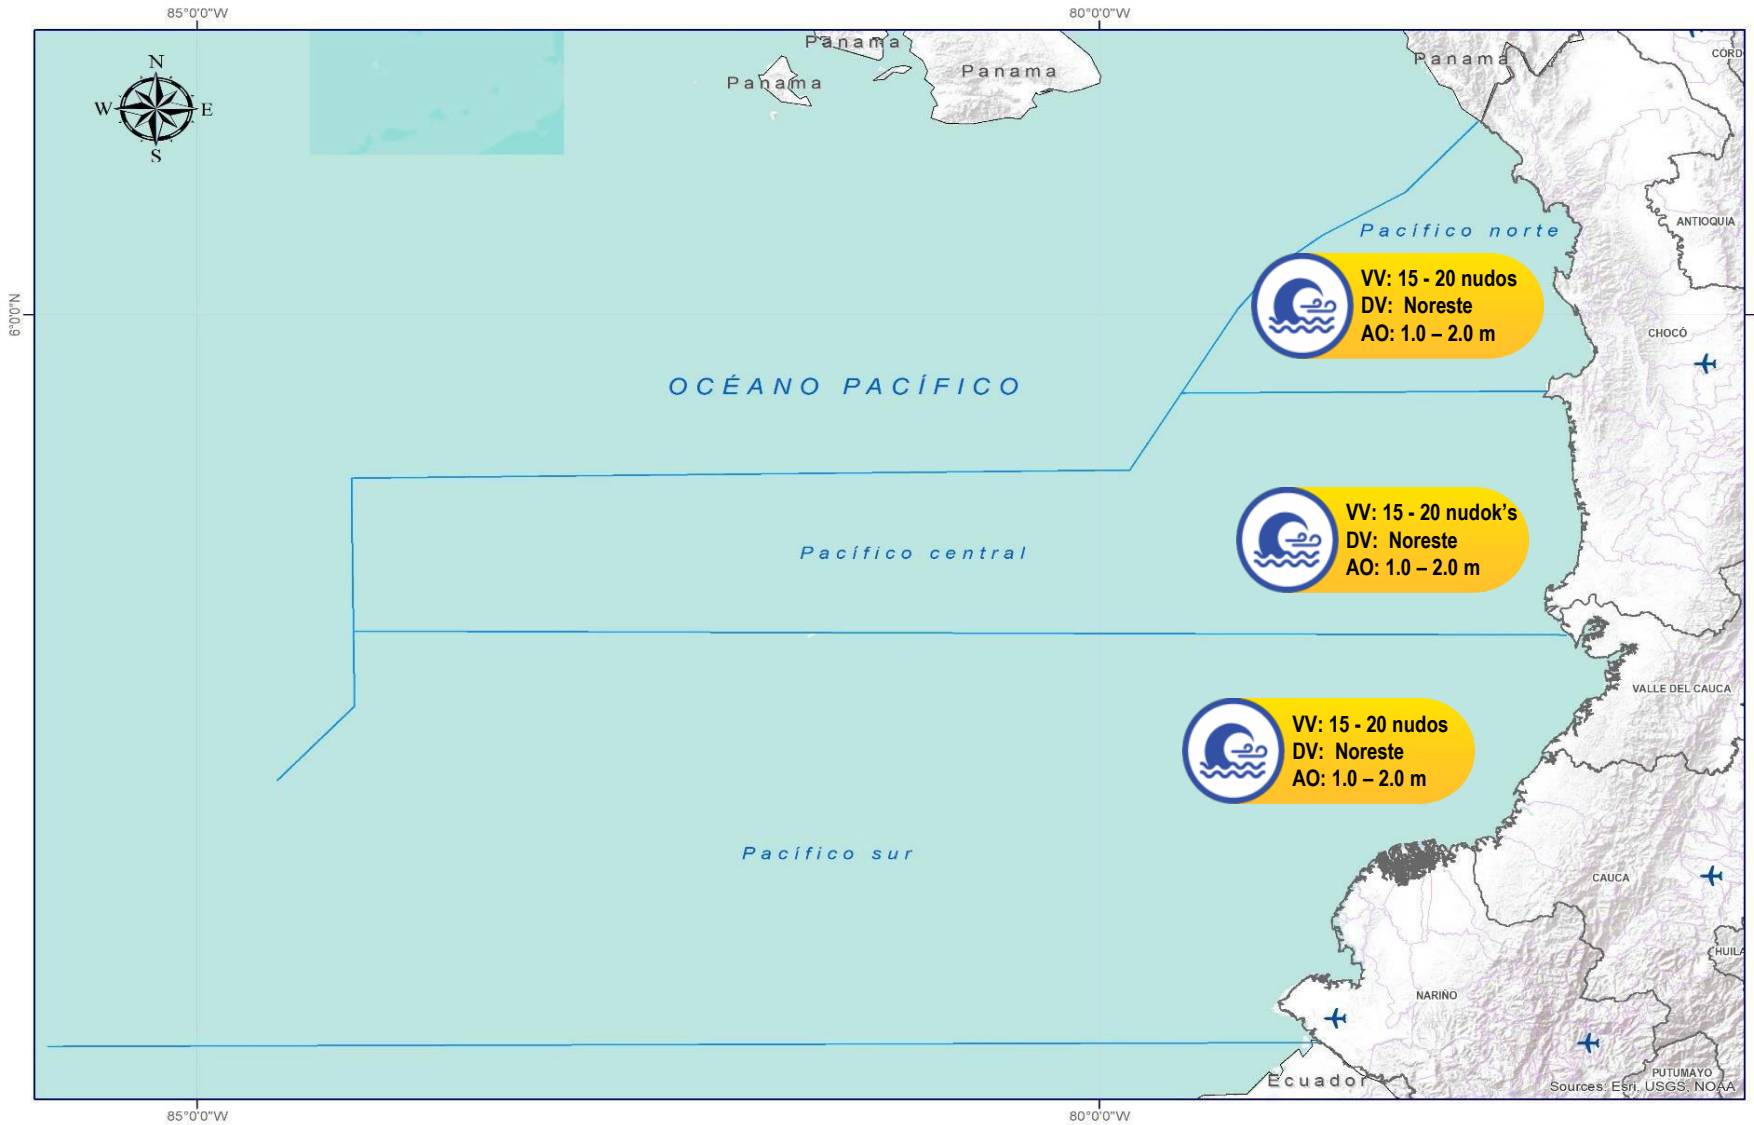 85°0'0"W
80°0'0"W
Panama
Panama
Panama
Panama
CÓRD
N
W
E
S
ANTIOQUIA
Pacífico norte
VV: 15 - 20 nudos
DV: Noreste
AO: 1.0 – 2.0 m
6°0'0"N
CHOCÓ
OCÉANO PACÍFICO
VV: 15 - 20 nudok's
DV: Noreste
AO: 1.0 – 2.0 m
Pacífico central
VALLE DEL CAUCA
VV: 15 - 20 nudos
DV: Noreste
AO: 1.0 – 2.0 m
Pacífico sur
CAUCA
HUILA
NARIÑO
PUTUMAYO
Ecuador
Sources: Esri, USGS, NOAA
85°0'0"W
80°0'0"W